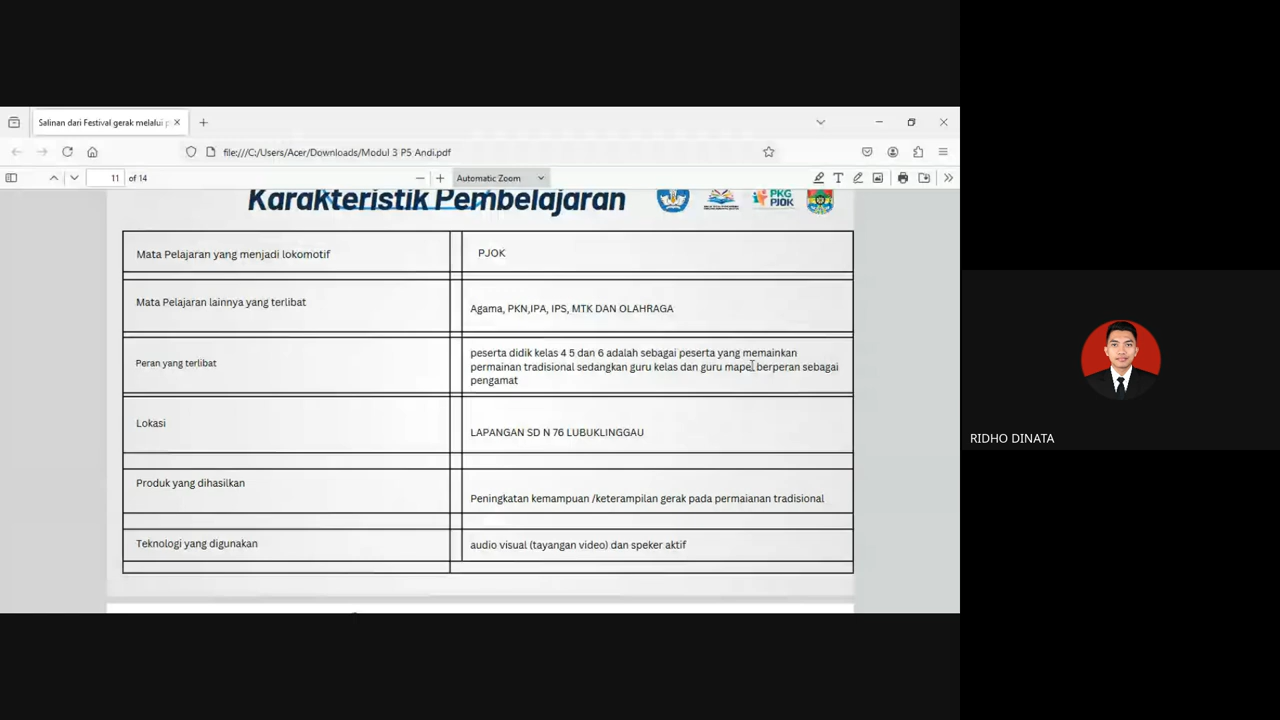 Salinan dari Festival gerak melalui p
file:///C:/Users/Acer/Downloads/Modul 3 P5 Andi.pdf
11 of 14
Automatic Zoom
Karakteristik Pembelajaran
PKG
PJOK
Mata Pelajaran yang menjadi lokomotif
PJOK
Mata Pelajaran lainnya yang terlibat
Agama, PKN,IPA, IPS, MTK DAN OLAHRAGA
Peran yang terlibat
peserta didik kelas 4 5 dan 6 adalah sebagai peserta yang memainkan
permainan tradisional sedangkan guru kelas dan guru mapel berperan sebagai
pengamat
Lokasi
LAPANGAN SD N 76 LUBUKLINGGAU
Produk yang dihasilkan
Peningkatan kemampuan /keterampilan gerak pada permaianan tradisional
Teknologi yang digunakan
audio visual (tayangan video) dan speker aktif
RIDHO DINATA